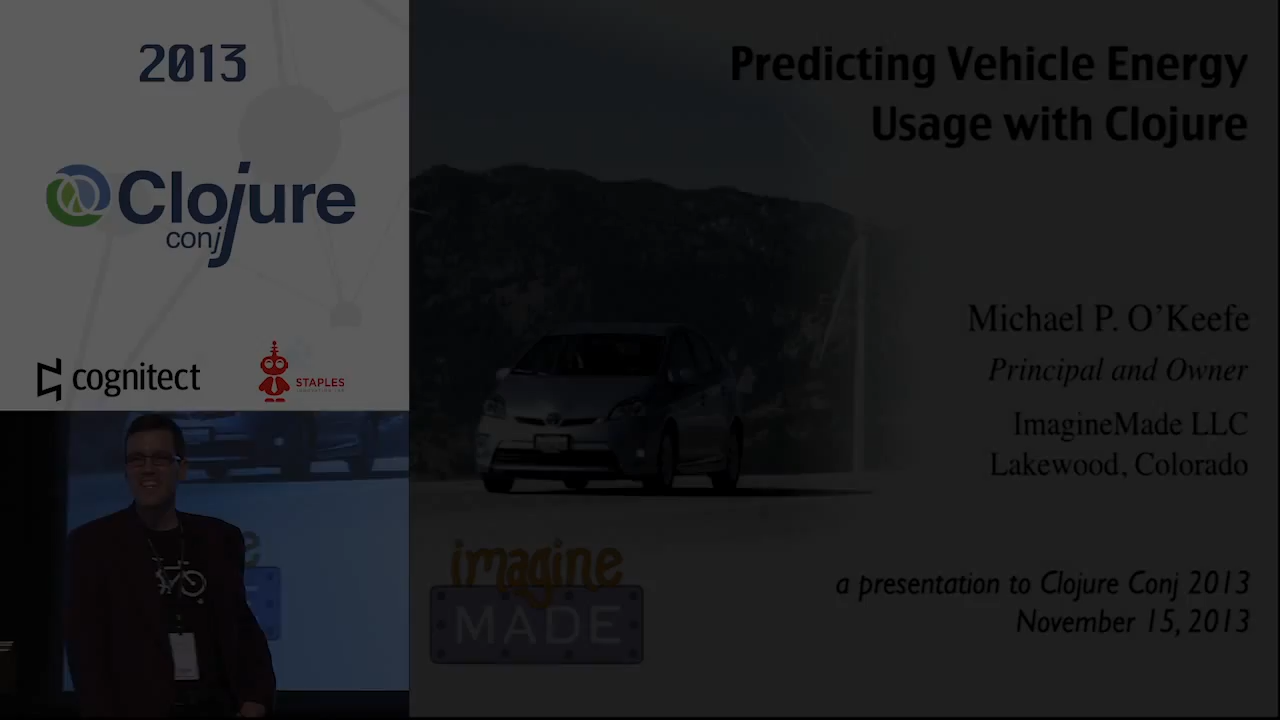 2013
Clojure
conj
cognitect
STAPLES
Predicting Vehicle Energy
Usage with Clojure
Michael P. O'Keefe
Principal and Owner
ImagineMade LLC
Lakewood, Colorado
imagine
MADE
a presentation to Clojure Conj 2013
November 15, 2013